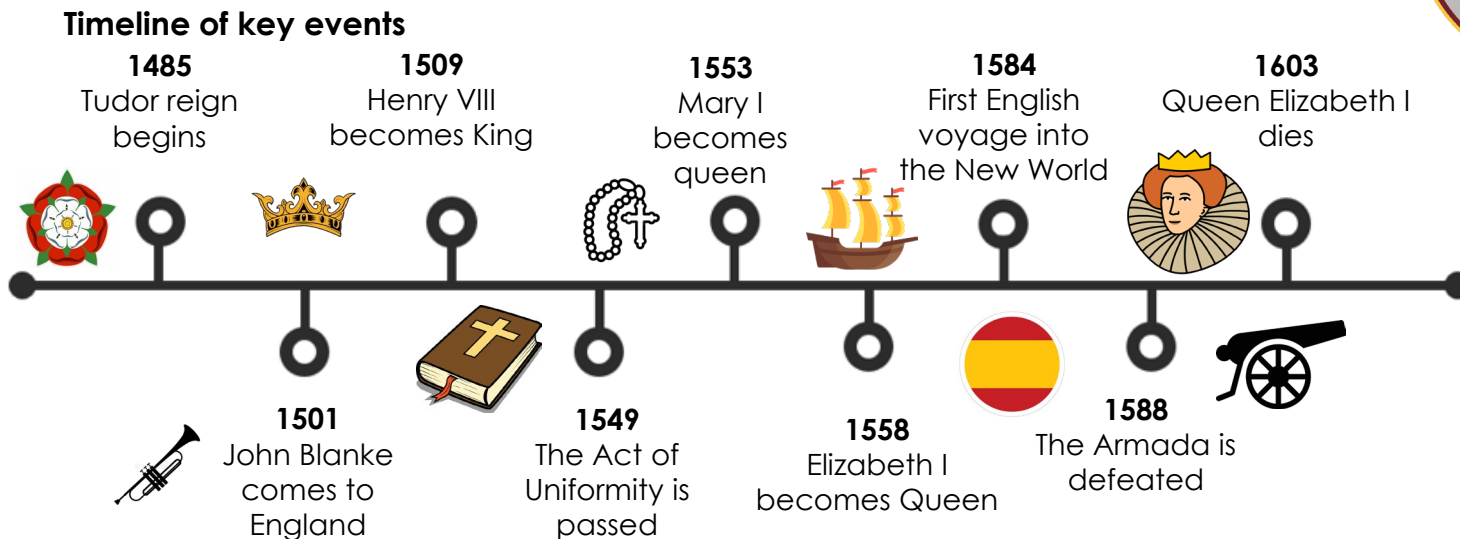 Timeline of key events
1485
Tudor reign
begins
1509
Henry VIII
becomes King
1553
Mary I
becomes
queen
1584
First English
voyage into
the New World
1603
Queen Elizabeth I
dies
1501
John Blanke
comes to
England
1549
The Act of
Uniformity is
passed
1558
Elizabeth I
becomes Queen
1588
The Armada is
defeated